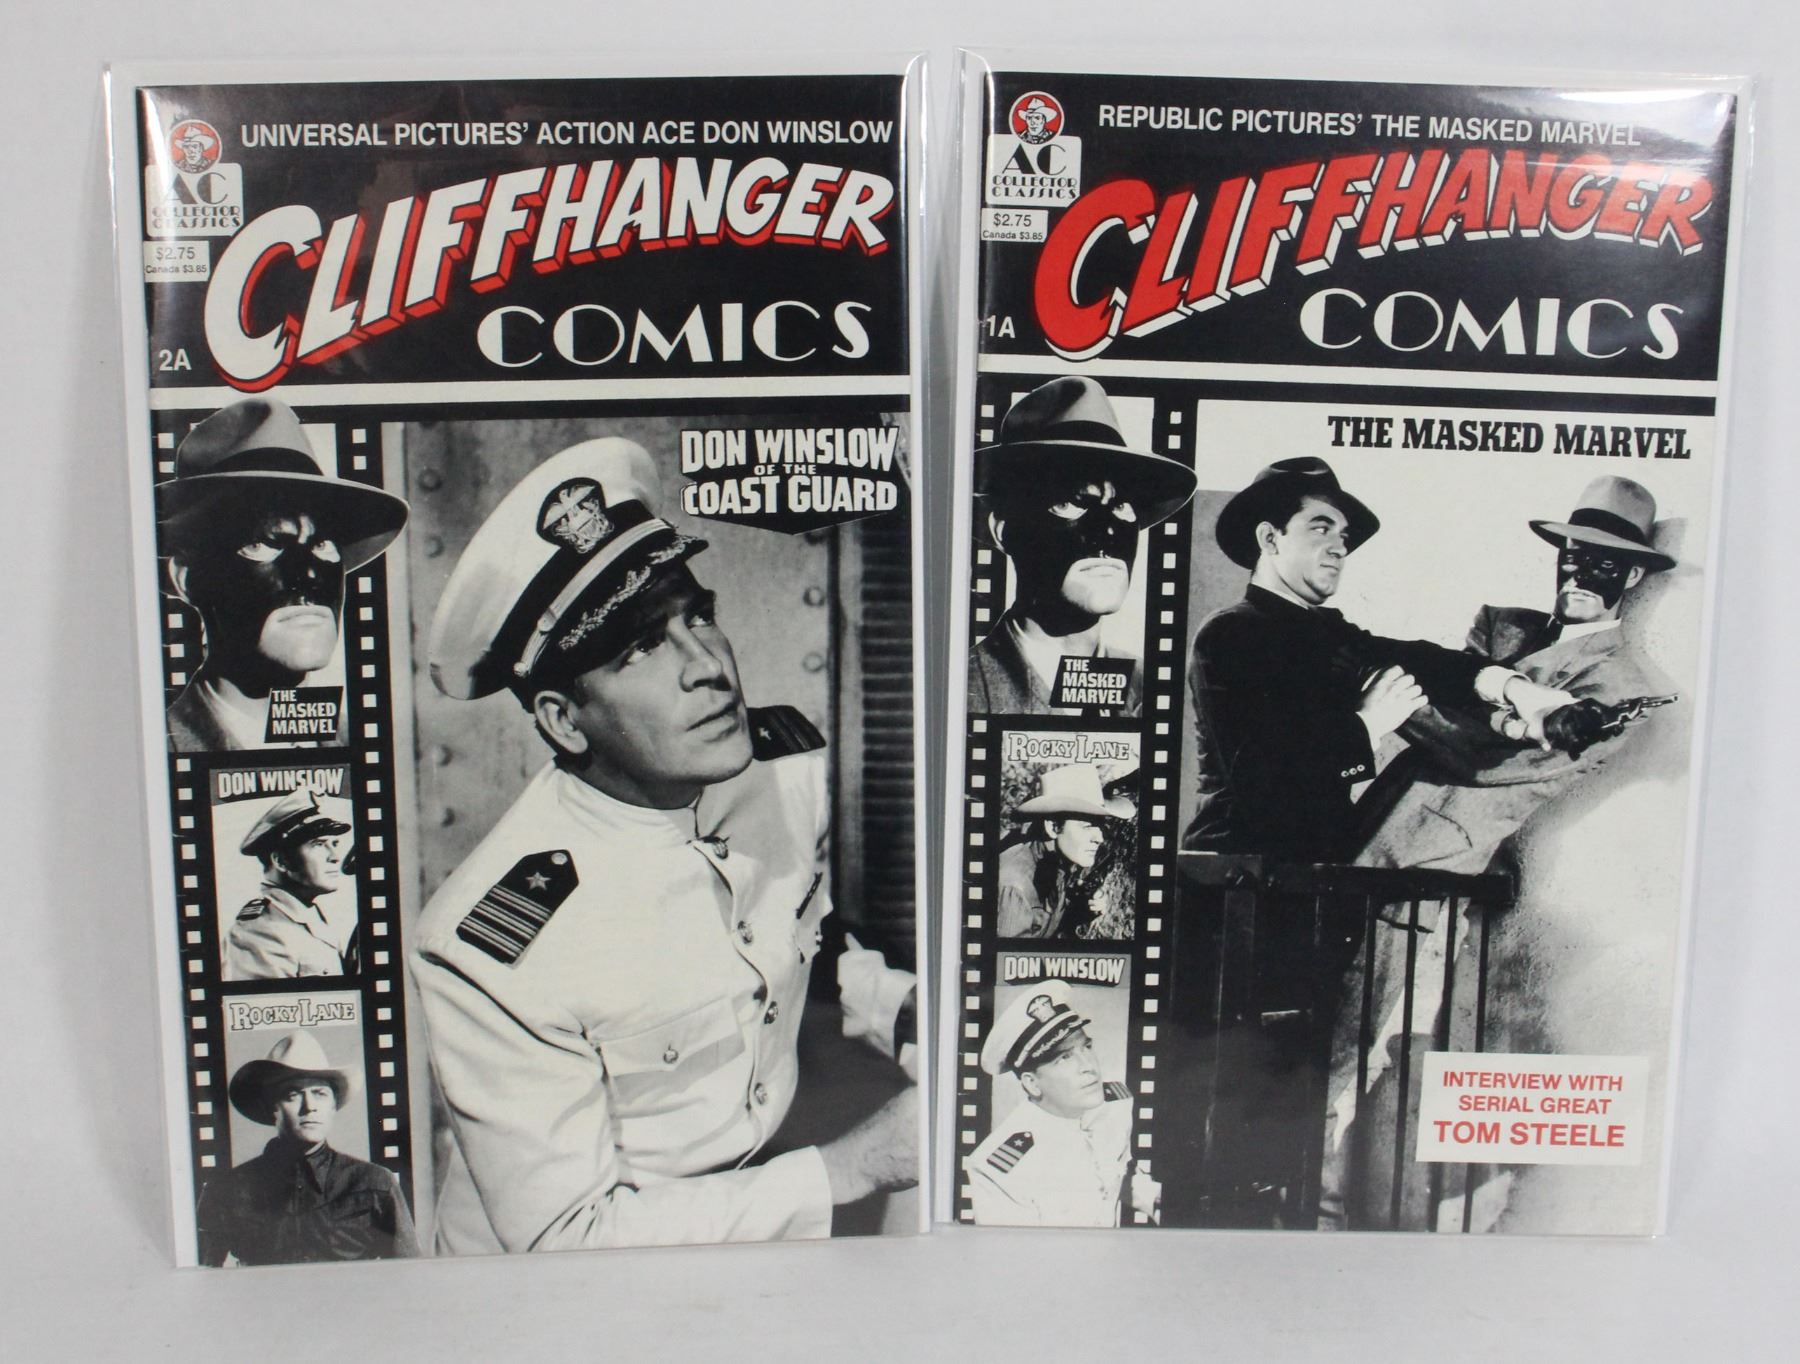 UNIVERSAL PICTURES' ACTION ACE DON WINSLOW
AC
COLLECTOR
CLASSICS
$2.75
Canada $3.85
CLIFFHANGER
COMICS
2A
DON WINSLOW
OF THE
COAST GUARD
THE
MASKED
MARVEL
DON WINSLOW
ROCKY LANE
REPUBLIC PICTURES' THE MASKED MARVEL
AC
COLLECTOR
CLASSICS
$2.75
Canada $3.85
CLIFFHANGER
COMICS
1A
THE MASKED MARVEL
THE
MASKED
MARVEL
ROCKY LANE
DON WINSLOW
INTERVIEW WITH
SERIAL GREAT
TOM STEELE